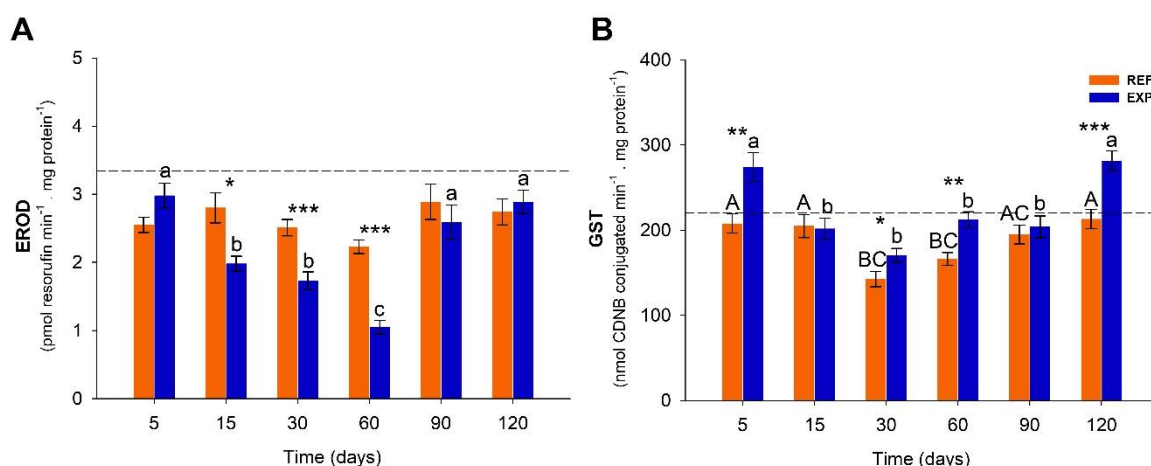 A
EROD
(pmol resorufin min⁻¹ . mg protein⁻¹)
5
4
3
2
1
0
a
*
b
***
b
***
c
a
a
5 15 30 60 90 120
Time (days)
B
GST
(nmol CDNB conjugated min⁻¹ . mg protein⁻¹)
400
300
200
100
0
REF
EXP
**
a
A
A
b
*
BC
b
**
BC
b
AC
b
***
A
a
5 15 30 60 90 120
Time (days)